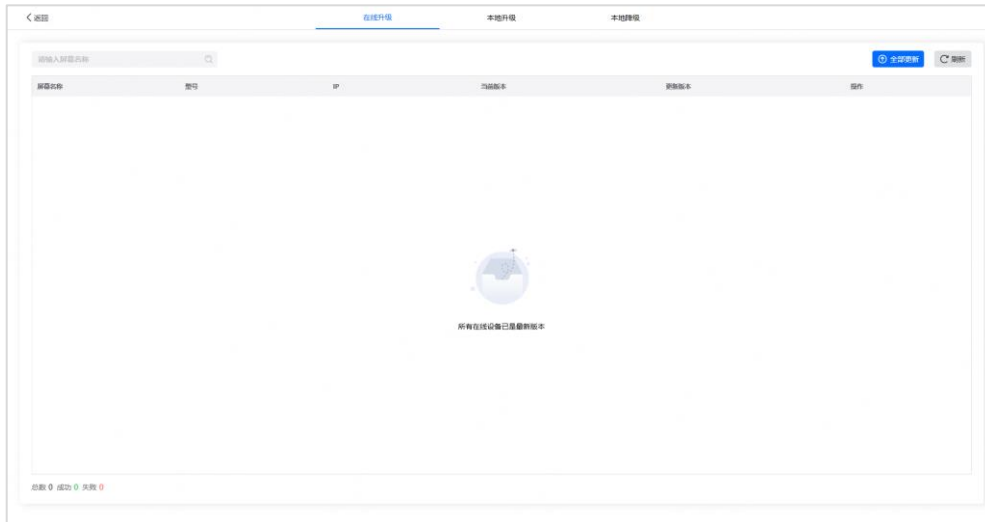 返回 在线升级 本地升级 本地降级
请输入屏幕名称 全部更新 刷新
屏幕名称 型号 IP 当前版本 更新版本 操作
所有在线设备已是最新版本
总数 0 成功 0 失败 0